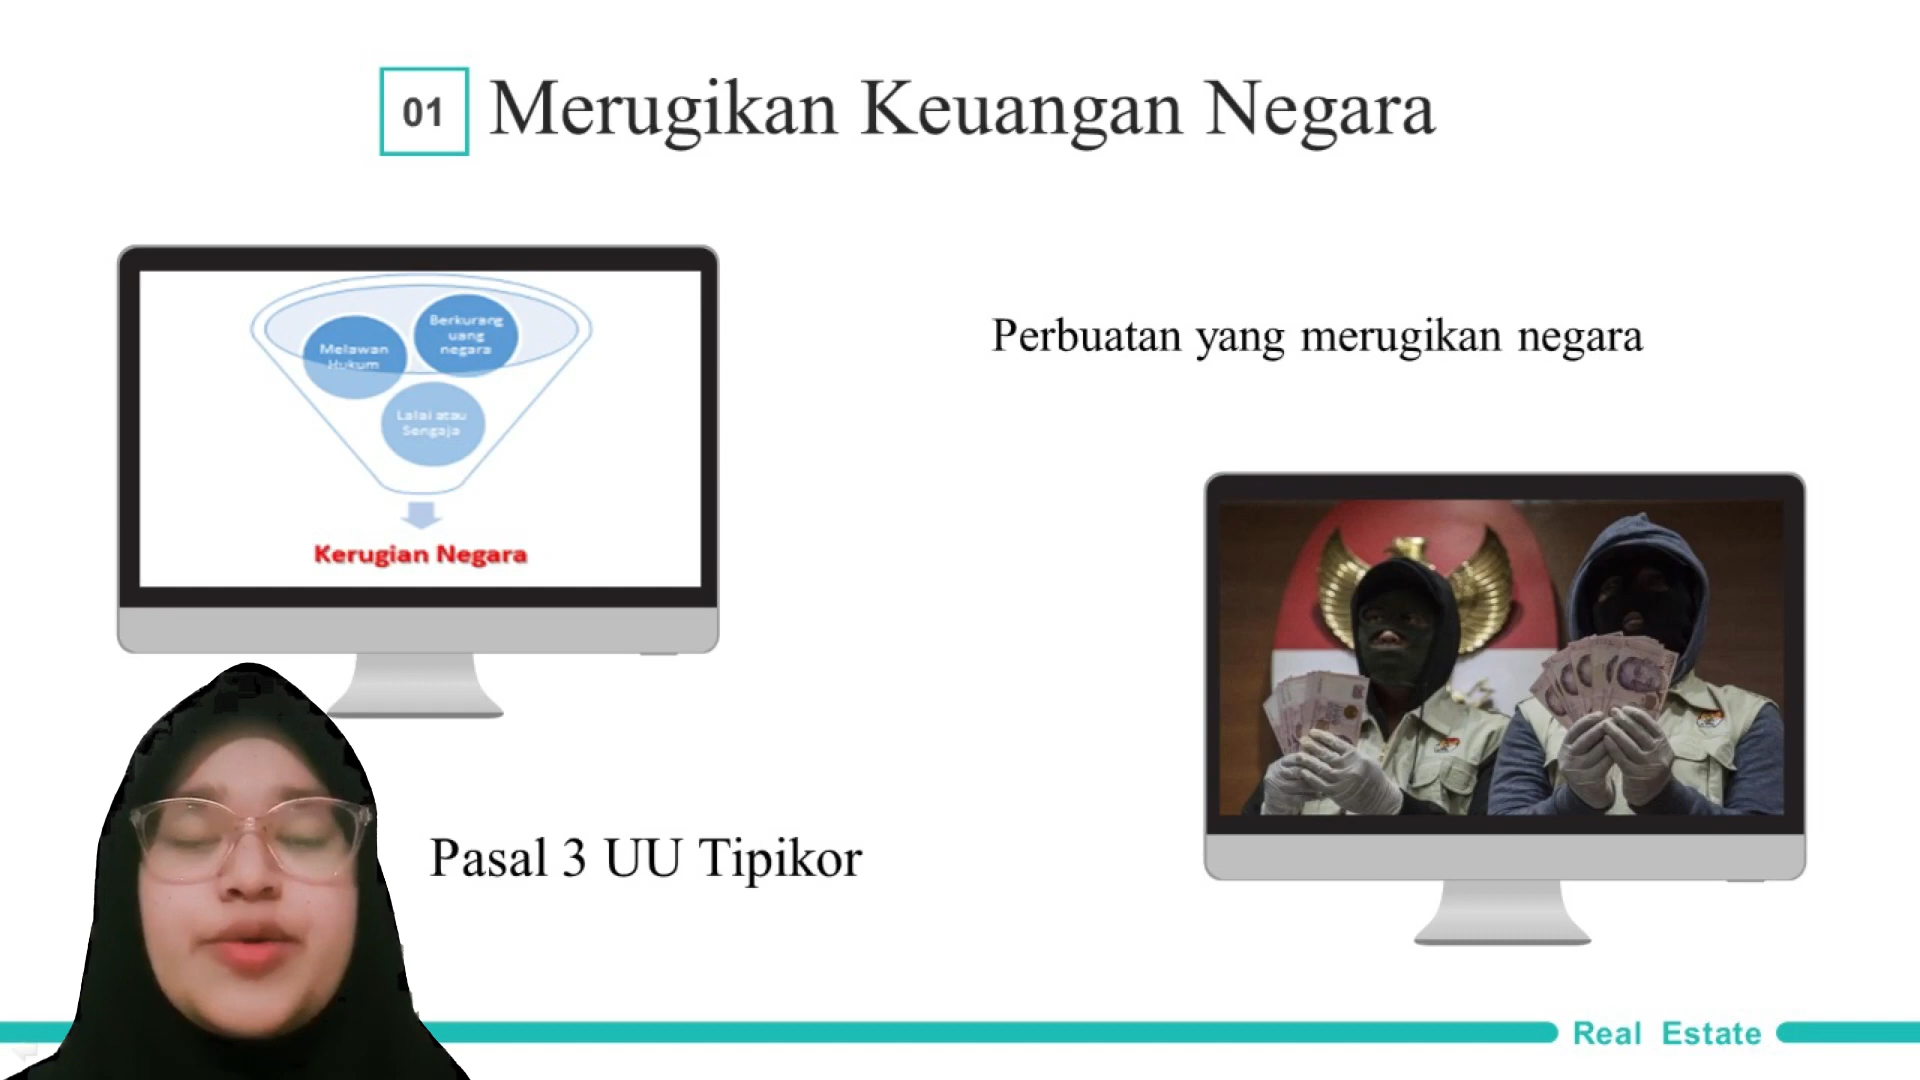 01 Merugikan Keuangan Negara
Berkurang
uang
negara
Melawan
Hukum
Lalai atau
Sengaja
Kerugian Negara
Perbuatan yang merugikan negara
Pasal 3 UU Tipikor
Real Estate